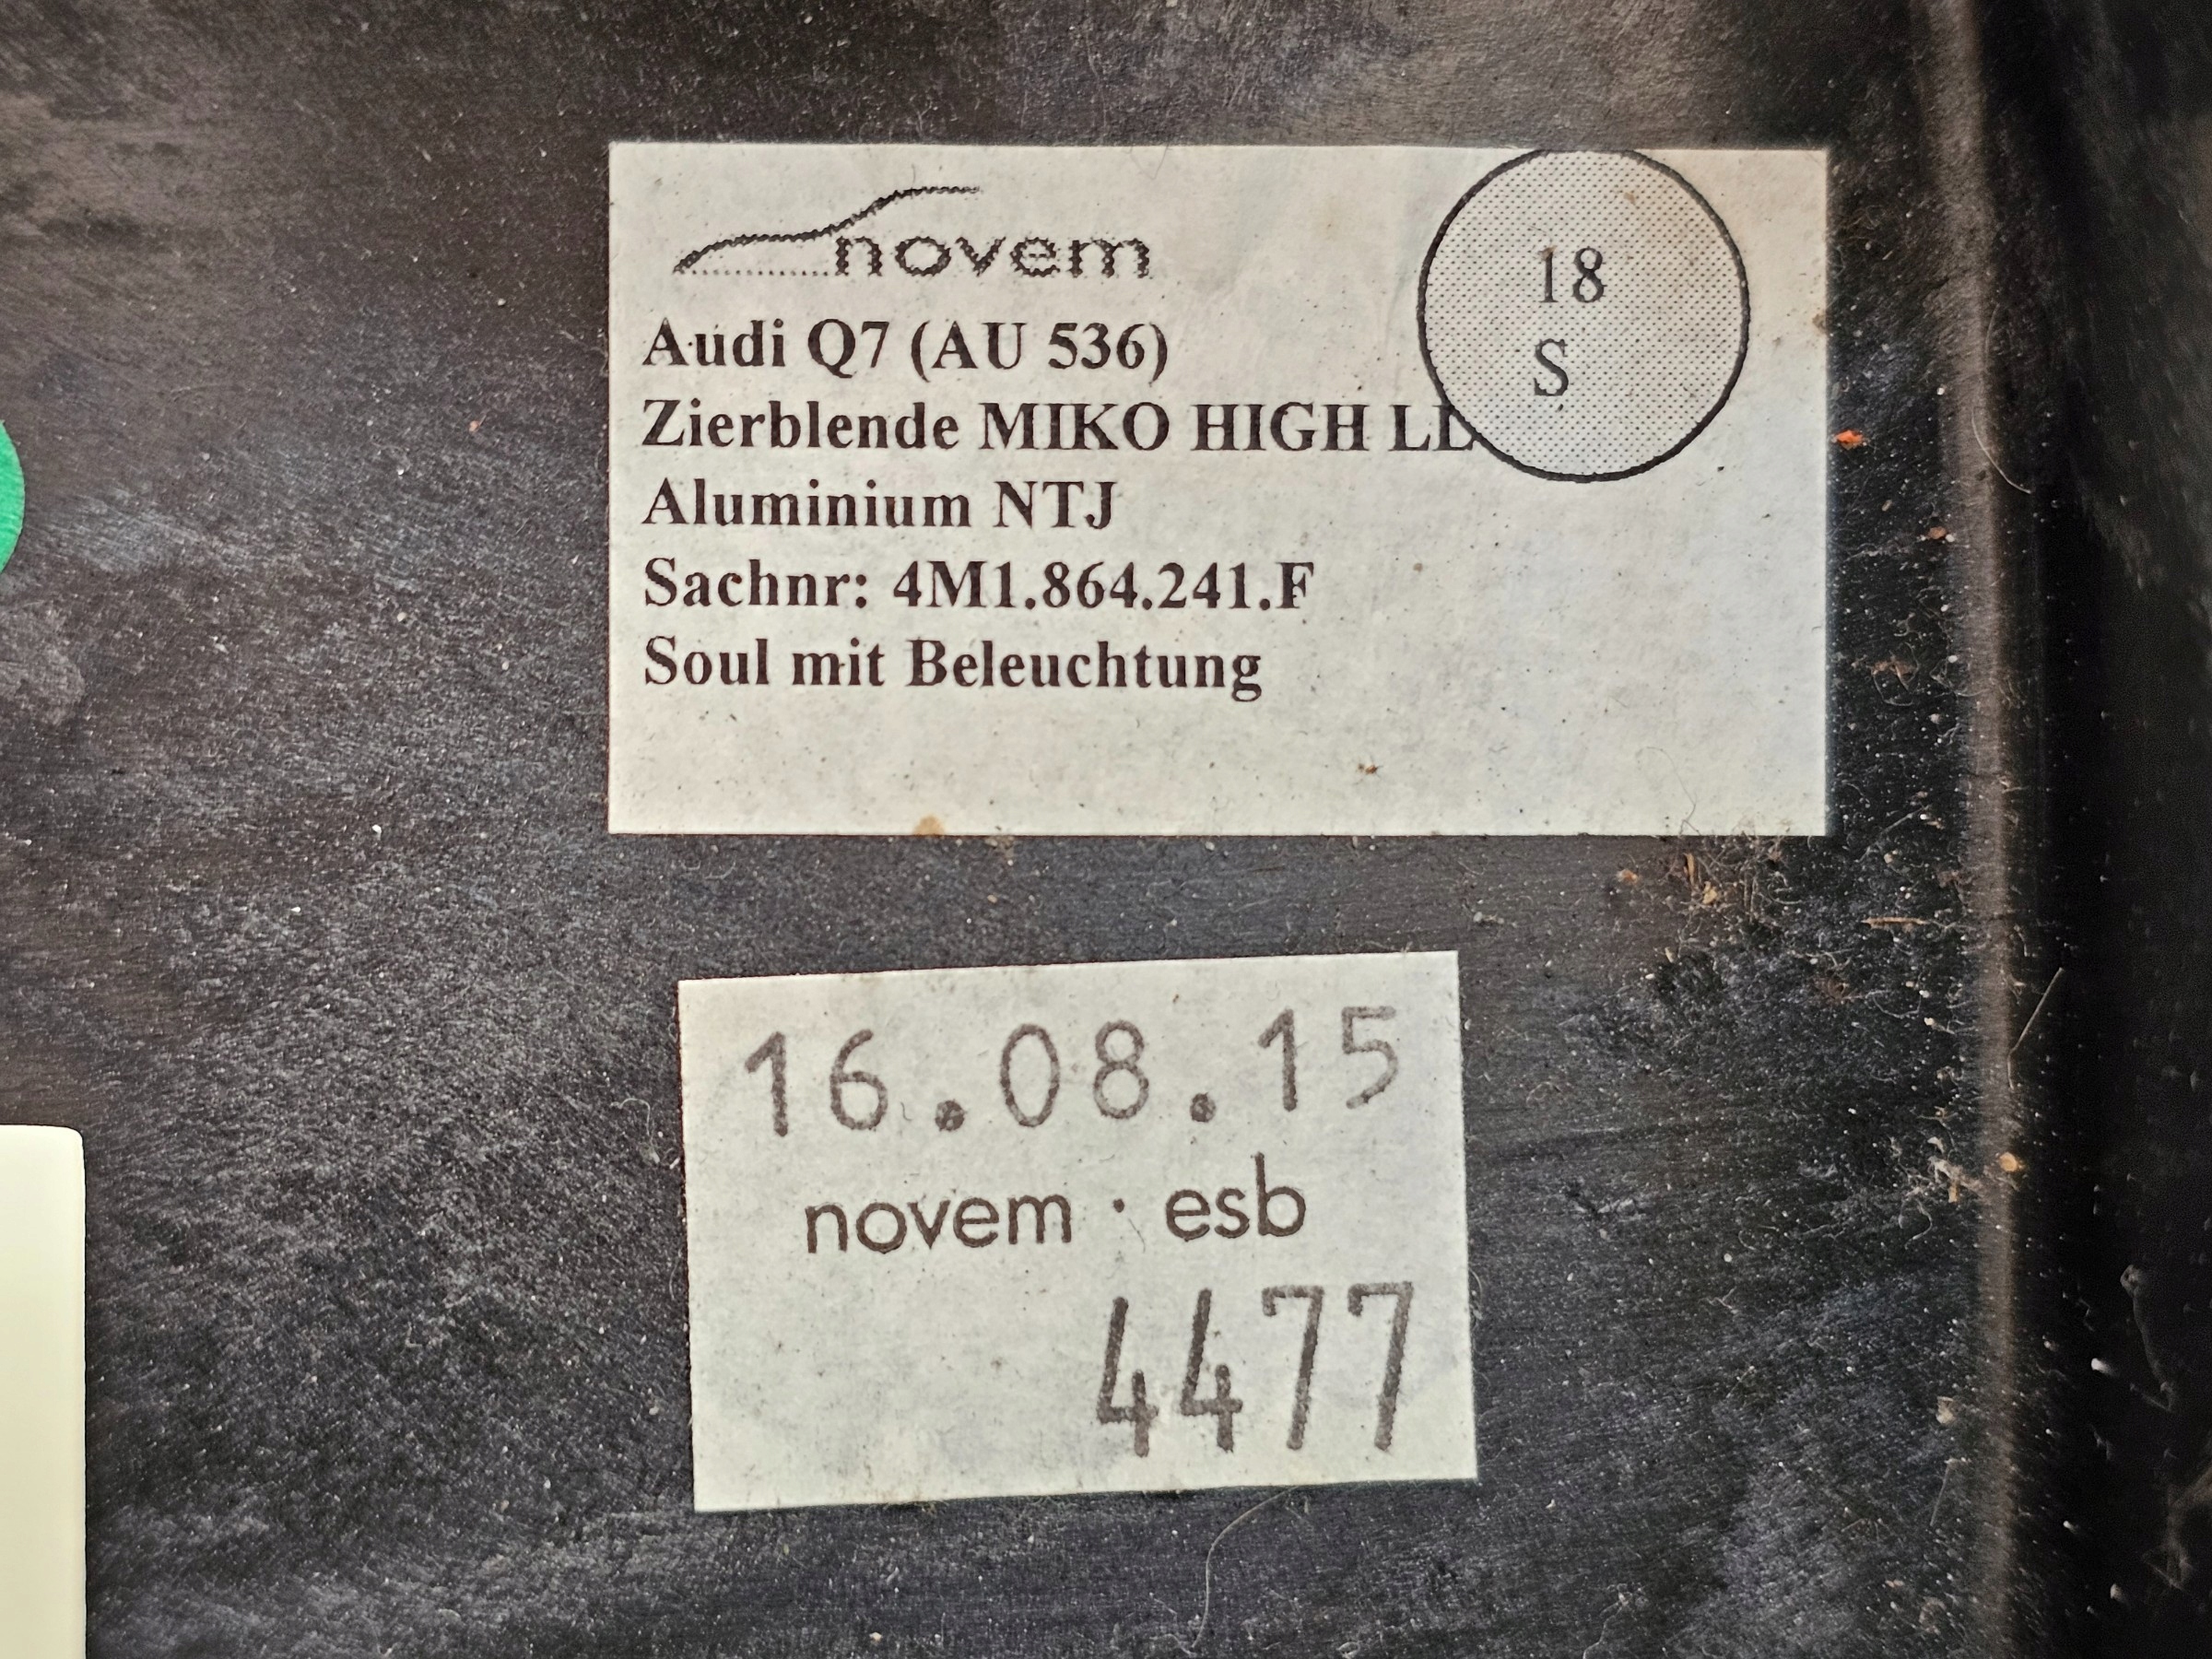 novem
18
S
Audi Q7 (AU 536)
Zierblende MIKO HIGH LL
Aluminium NTJ
Sachnr: 4M1.864.241.F
Soul mit Beleuchtung
16.08.15
novem · esb
4477